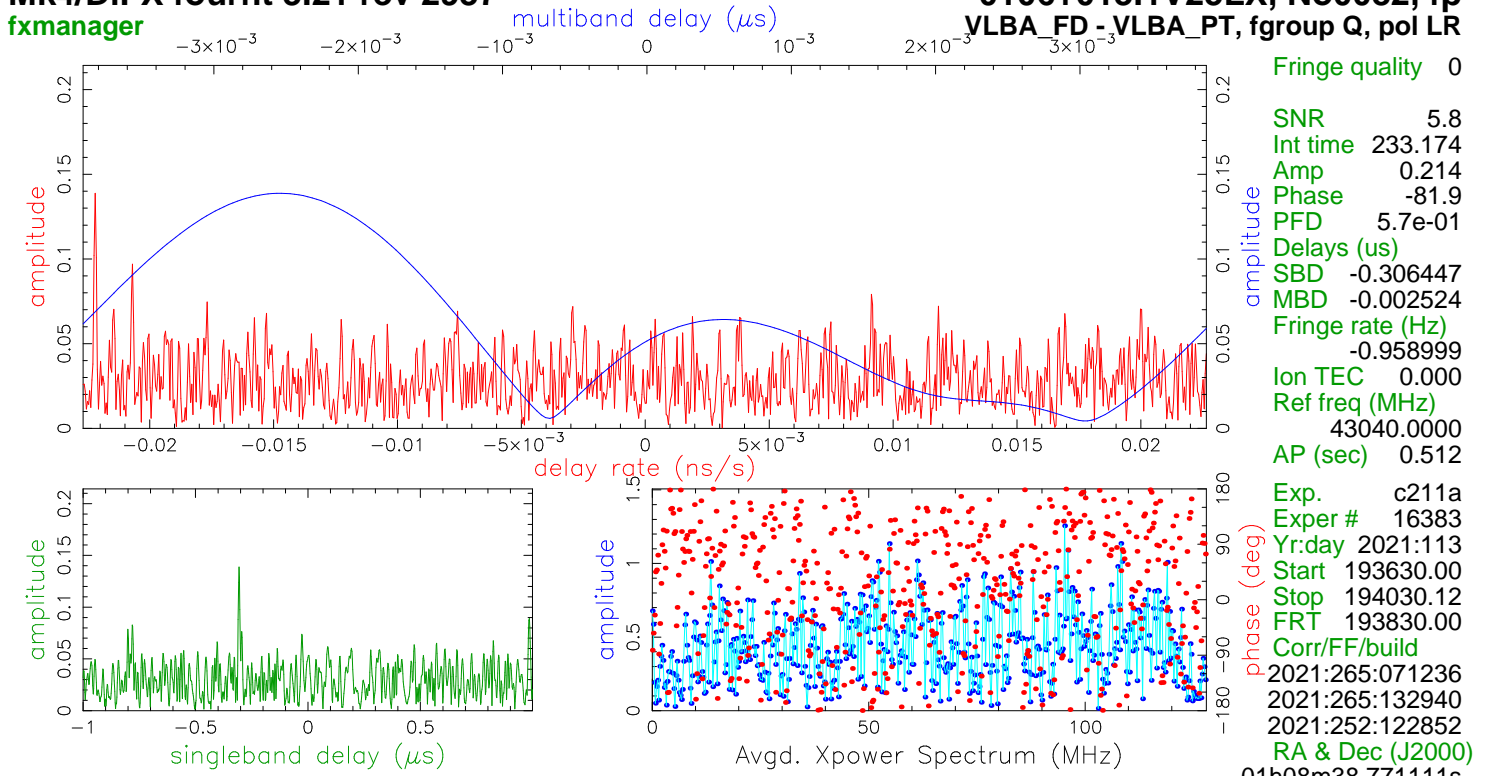 multiband delay (μs)
fxmanager
VLBA_FD - VLBA_PT, fgroup Q, pol LR
−3×10⁻³ −2×10⁻³ −10⁻³ 0 10⁻³ 2×10⁻³ 3×10⁻³
amplitude
0 0.05 0.1 0.15 0.2
−0.02 −0.015 −0.01 −5×10⁻³ 0 5×10⁻³ 0.01 0.015 0.02
delay rate (ns/s)
0 0.05 0.1 0.15 0.2
amplitude
Fringe quality 0
SNR 5.8
Int time 233.174
Amp 0.214
Phase -81.9
PFD 5.7e-01
Delays (us)
SBD -0.306447
MBD -0.002524
Fringe rate (Hz)
-0.958999
Ion TEC 0.000
Ref freq (MHz)
43040.0000
AP (sec) 0.512
Exp. c211a
Exper # 16383
Yr:day 2021:113
Start 193630.00
Stop 194030.12
FRT 193830.00
Corr/FF/build
2021:265:071236
2021:265:132940
2021:252:122852
RA & Dec (J2000)
amplitude
0 0.05 0.1 0.15 0.2
−1 −0.5 0 0.5
singleband delay (μs)
amplitude
0 0.5 1 1.5
0 50 100
Avgd. Xpower Spectrum (MHz)
−180 −90 0 90 180
phase (deg)